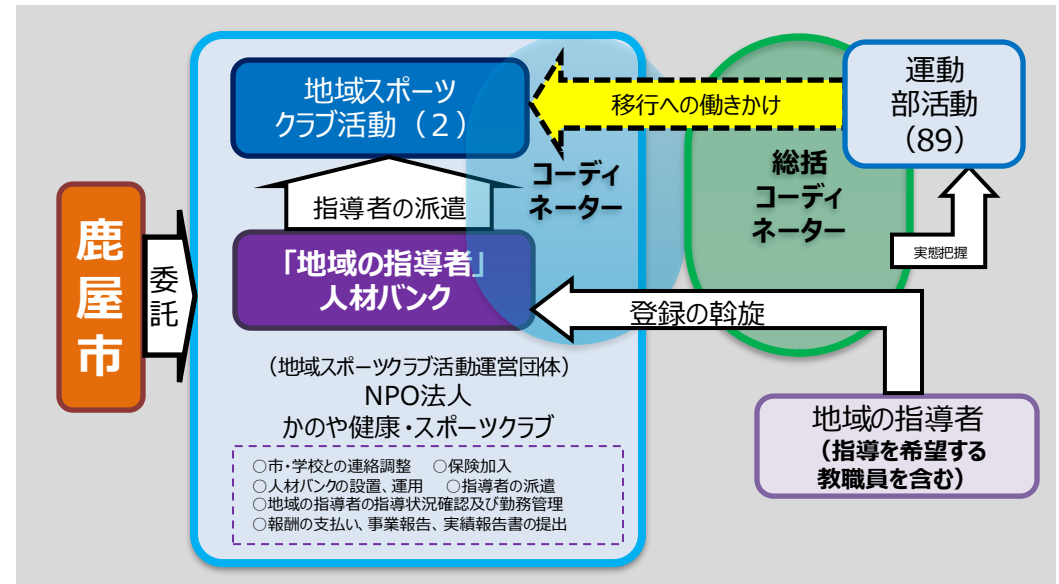 鹿
屋
市
委
託
地域スポーツ
クラブ活動（２）
指導者の派遣
「地域の指導者」
人材バンク
（地域スポーツクラブ活動運営団体）
NPO法人
かのや健康・スポーツクラブ
○市・学校との連絡調整　○保険加入
○人材バンクの設置、運用　○指導者の派遣
○地域の指導者の指導状況確認及び勤務管理
○報酬の支払い、事業報告、実績報告書の提出
コーディ
ネーター
移行への働きかけ
総括
コーディ
ネーター
運動
部活動
（89）
実態把握
登録の斡旋
地域の指導者
（指導を希望する
教職員を含む）